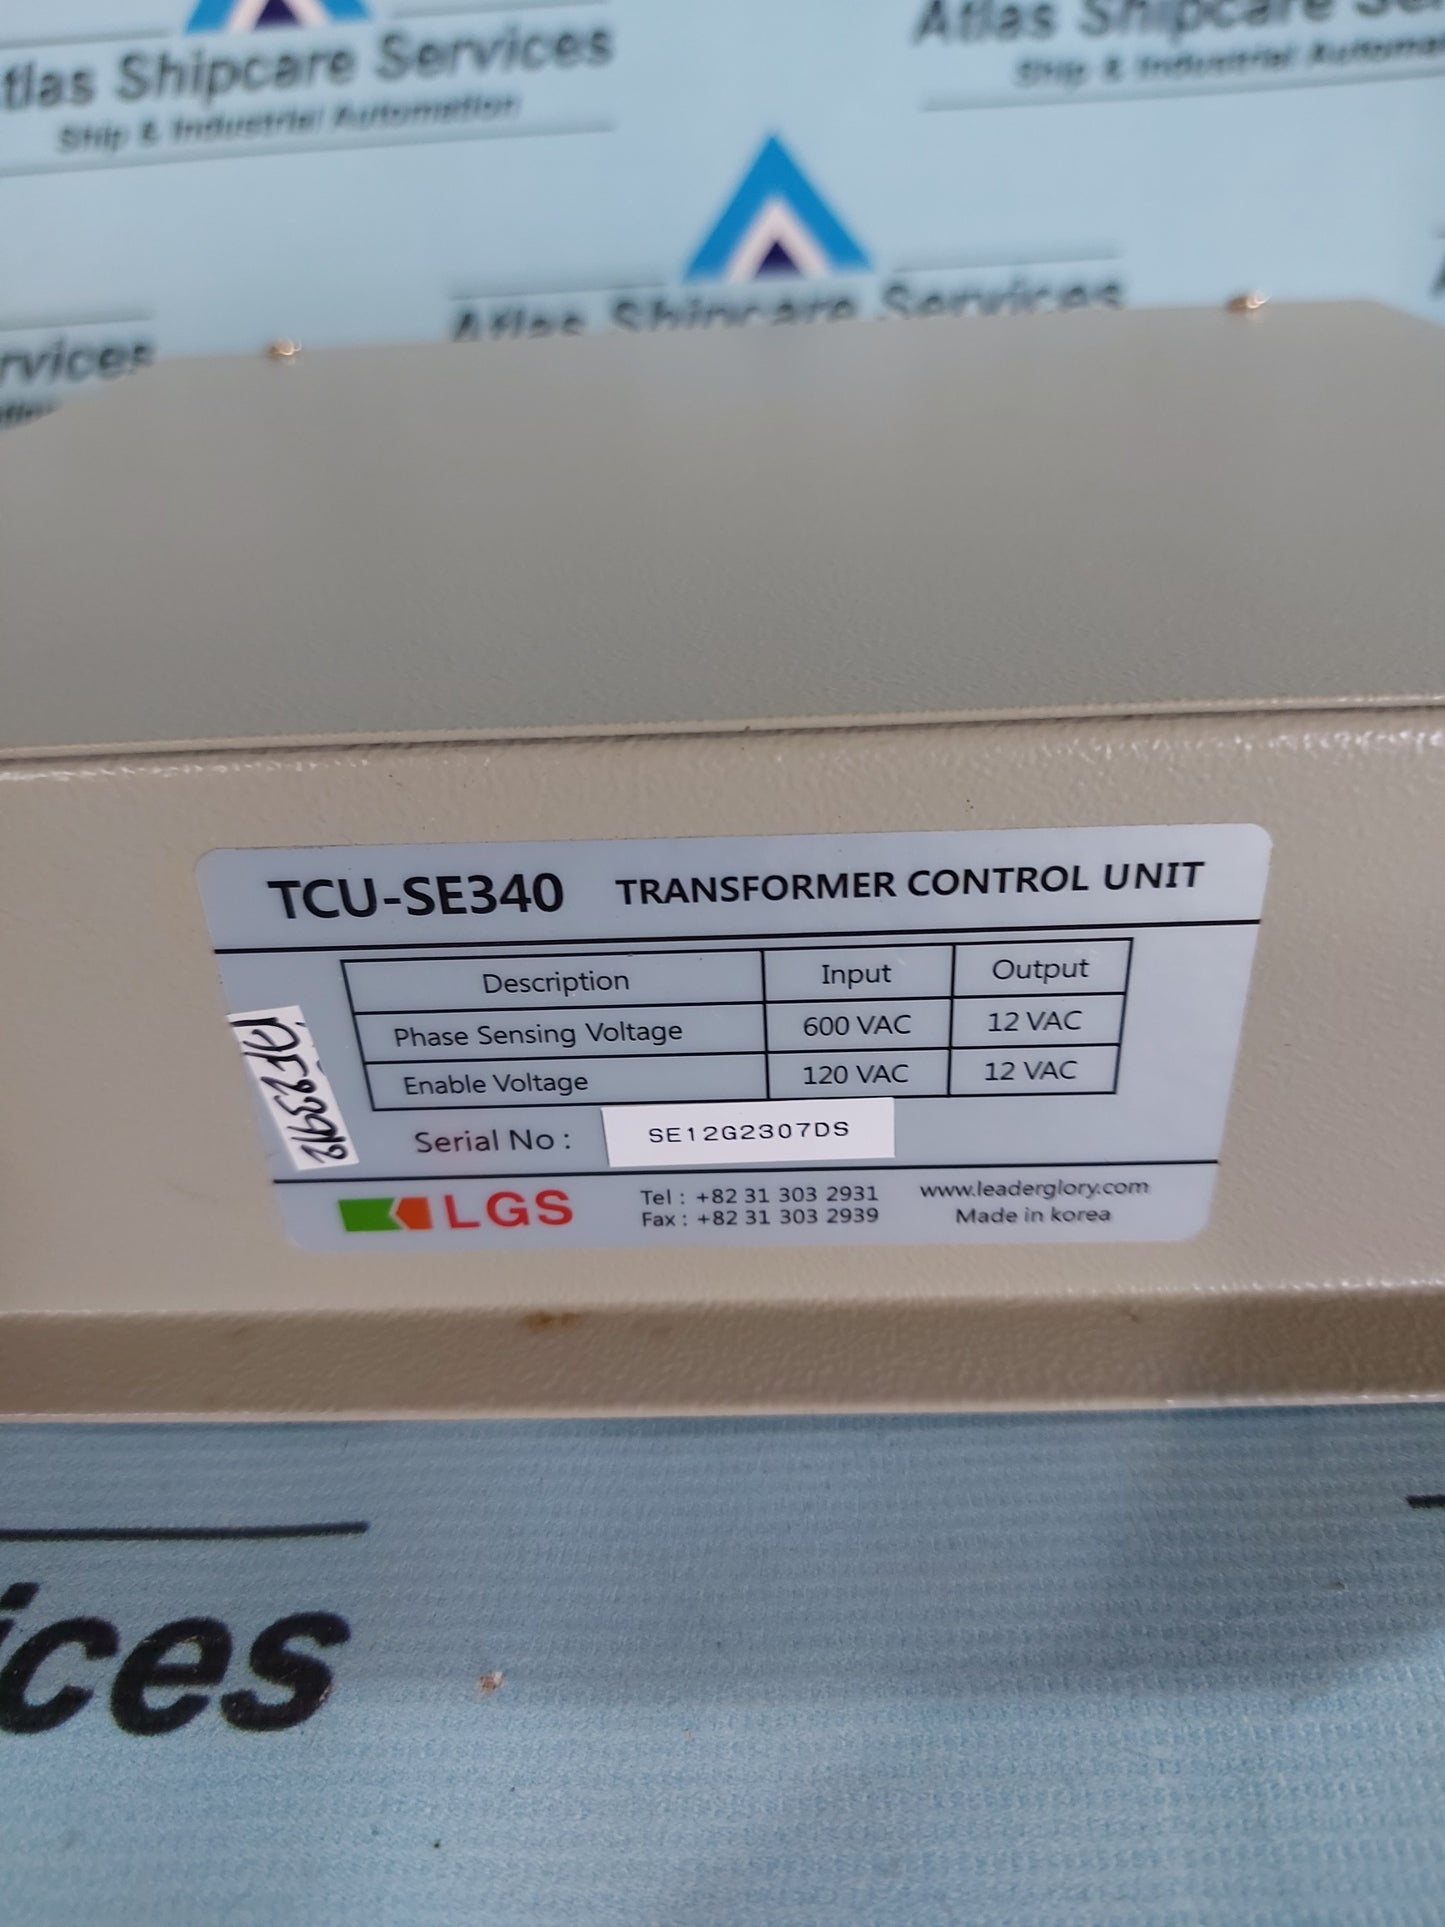 tlas Shipcare Services
Ship & Industrial Automation
Atlas Shipcare Ser
Ship & Industrial Automa
Atlas Shipcare Services
rvices
TCU-SE340 TRANSFORMER CONTROL UNIT
Description Input Output
Phase Sensing Voltage 600 VAC 12 VAC
Enable Voltage 120 VAC 12 VAC
Serial No : SE12G2307DS
LGS
Tel : +82 31 303 2931
Fax : +82 31 303 2939
www.leaderglory.com
Made in korea
ices